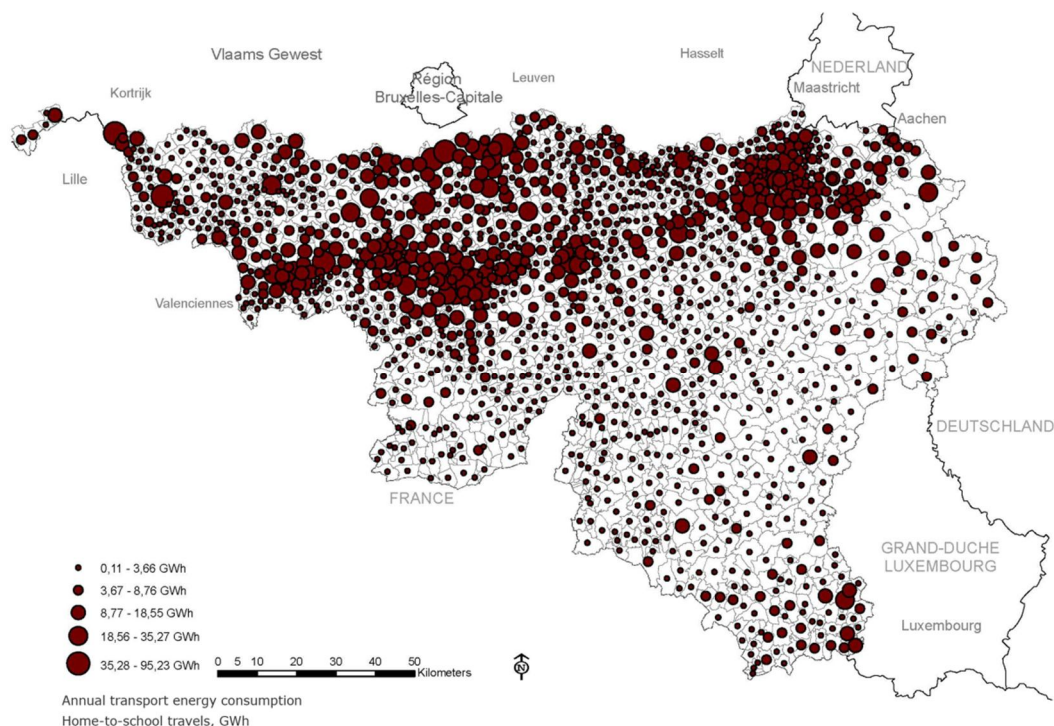 Vlaams Gewest
Hasselt
NEDERLAND
Région
Bruxelles-Capitale
Leuven
Maastricht
Kortrijk
Aachen
Lille
Valenciennes
DEUTSCHLAND
FRANCE
GRAND-DUCHE
LUXEMBOURG
Luxembourg
0,11 - 3,66 GWh
3,67 - 8,76 GWh
8,77 - 18,55 GWh
18,56 - 35,27 GWh
35,28 - 95,23 GWh
0 5 10 20 30 40 50
Kilometers
N
Annual transport energy consumption
Home-to-school travels, GWh